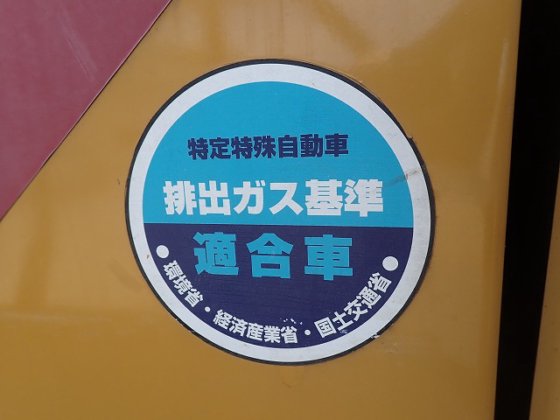 特定特殊自動車
排出ガス基準
適合車
●環境省・経済産業省・国土交通省●